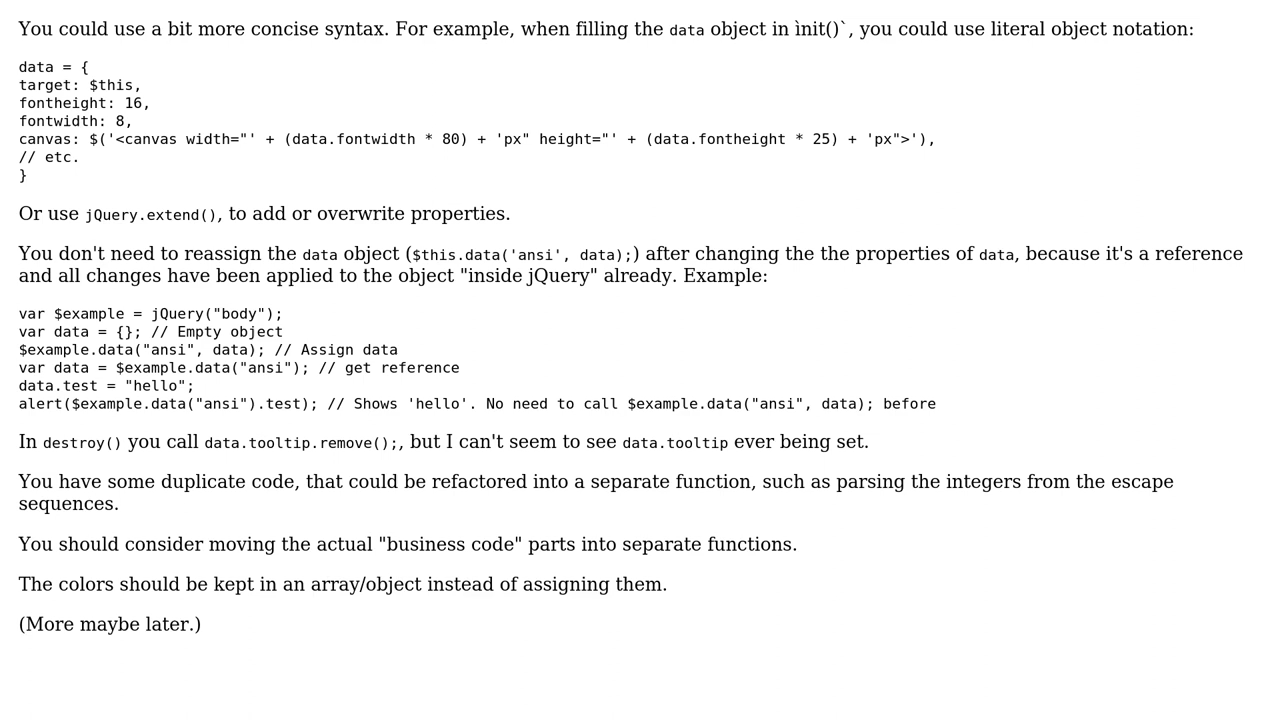 You could use a bit more concise syntax. For example, when filling the data object in ìnit()`, you could use literal object notation:
data = {
target: $this,
fontheight: 16,
fontwidth: 8,
canvas: $('<canvas width="' + (data.fontwidth * 80) + 'px" height="' + (data.fontheight * 25) + 'px">'),
// etc.
}
Or use jQuery.extend(), to add or overwrite properties.
You don't need to reassign the data object ($this.data('ansi', data);) after changing the the properties of data, because it's a reference
and all changes have been applied to the object "inside jQuery" already. Example:
var $example = jQuery("body");
var data = {}; // Empty object
$example.data("ansi", data); // Assign data
var data = $example.data("ansi"); // get reference
data.test = "hello";
alert($example.data("ansi").test); // Shows 'hello'. No need to call $example.data("ansi", data); before
In destroy() you call data.tooltip.remove();, but I can't seem to see data.tooltip ever being set.
You have some duplicate code, that could be refactored into a separate function, such as parsing the integers from the escape
sequences.
You should consider moving the actual "business code" parts into separate functions.
The colors should be kept in an array/object instead of assigning them.
(More maybe later.)